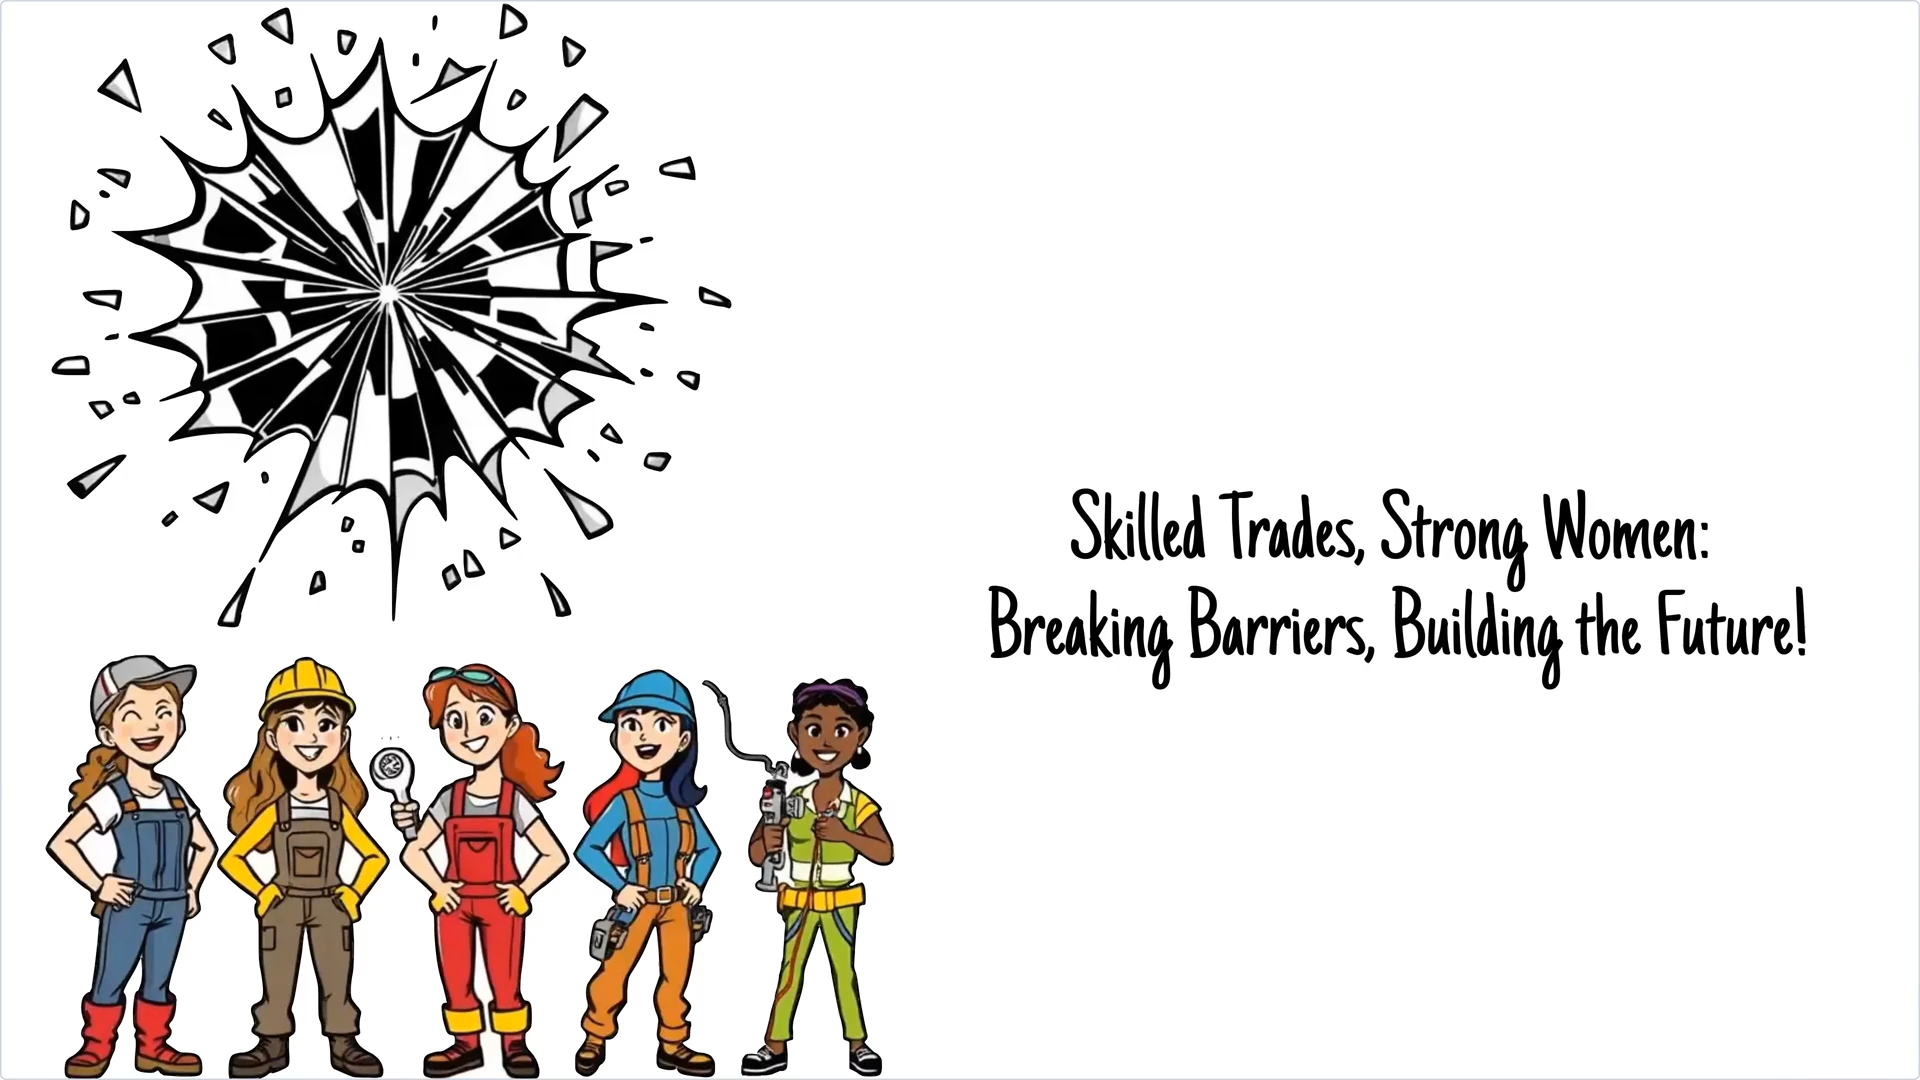 Skilled Trades, Strong Women:
Breaking Barriers, Building the Future!